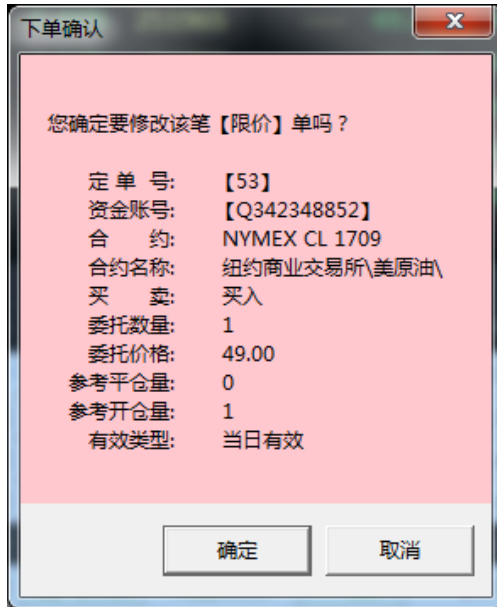 下单确认
您确定要修改该笔【限价】单吗？
定 单 号: 【53】
资金账号: 【Q342348852】
合 约: NYMEX CL 1709
合约名称: 纽约商业交易所\美原油\
买 卖: 买入
委托数量: 1
委托价格: 49.00
参考平仓量: 0
参考开仓量: 1
有效类型: 当日有效
确定 取消